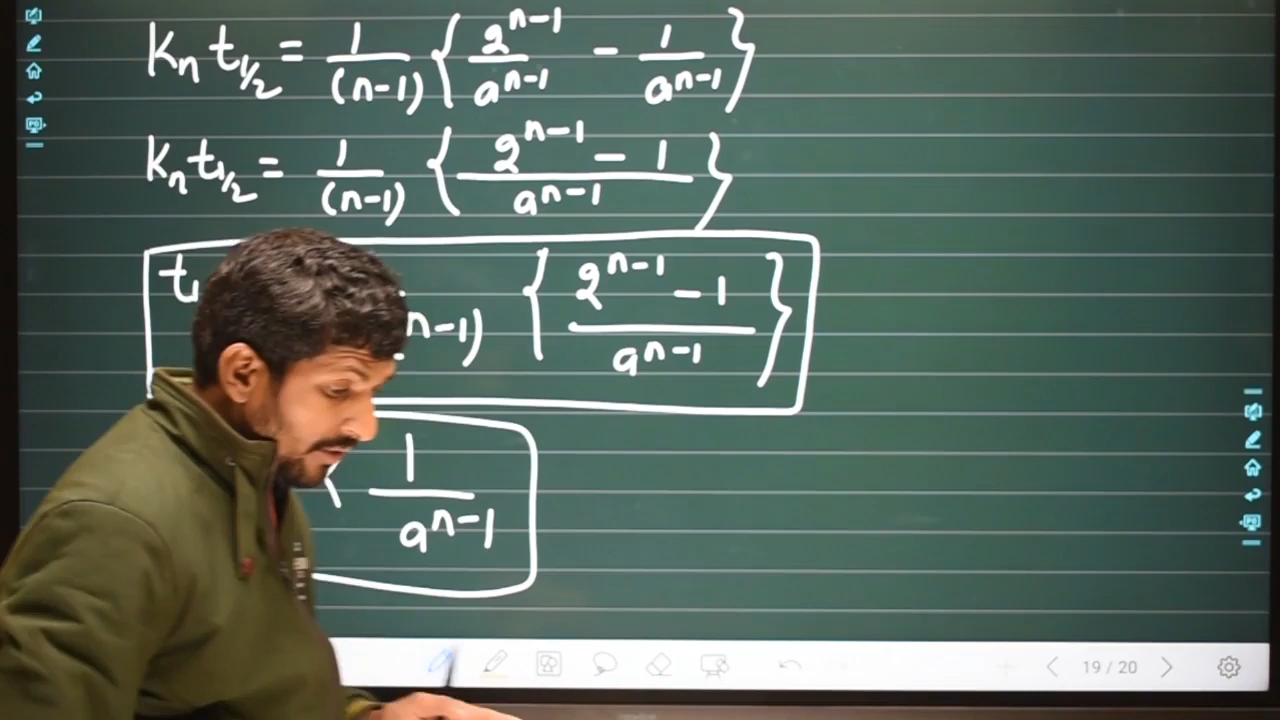 Kn t1/2 = 1/(n-1) { 2^n-1/a^n-1 - 1/a^n-1 }
Kn t1/2 = 1/(n-1) { 2^n-1 - 1/a^n-1 }
t n-1) { 2^n-1 - 1/a^n-1 }
1/a^n-1
19 / 20